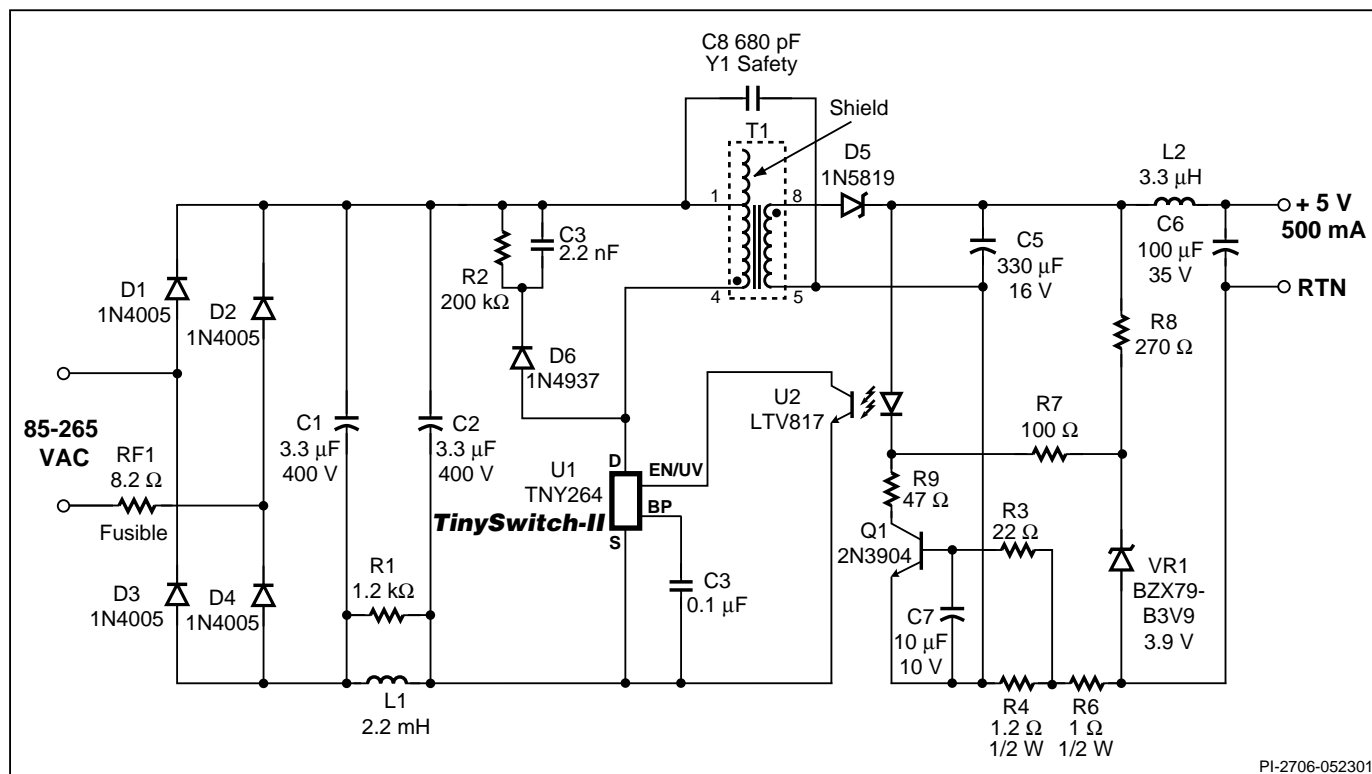 C8 680 pF
Y1 Safety
Shield
T1
D5
1N5819
L2
3.3 μH
1
8
+ 5 V
500 mA
C3
2.2 nF
R2
200 kΩ
C5
330 μF
16 V
C6
100 μF
35 V
4
5
RTN
D1
1N4005
D2
1N4005
R8
270 Ω
D6
1N4937
U2
LTV817
85-265
VAC
C1
3.3 μF
400 V
C2
3.3 μF
400 V
R7
100 Ω
RF1
8.2 Ω
Fusible
U1
TNY264
TinySwitch-II
D
EN/UV
BP
S
R9
47 Ω
Q1
2N3904
R3
22 Ω
VR1
BZX79-
B3V9
3.9 V
D3
1N4005
D4
1N4005
R1
1.2 kΩ
C3
0.1 μF
C7
10 μF
10 V
L1
2.2 mH
R4
1.2 Ω
1/2 W
R6
1 Ω
1/2 W
PI-2706-052301